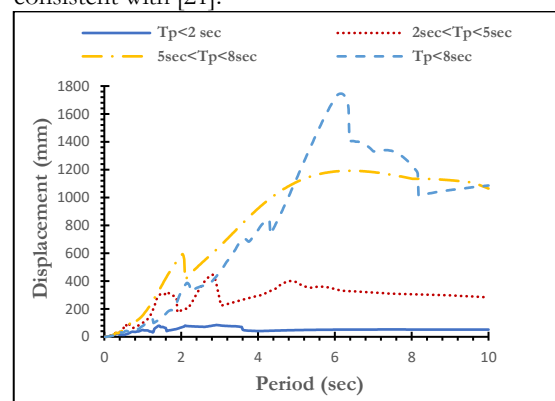 consistent with [21].
Tp<2 sec
2sec<Tp<5sec
5sec<Tp<8sec
Tp<8sec
1800
1600
1400
1200
1000
800
600
400
200
0
Displacement (mm)
0 2 4 6 8 10
Period (sec)